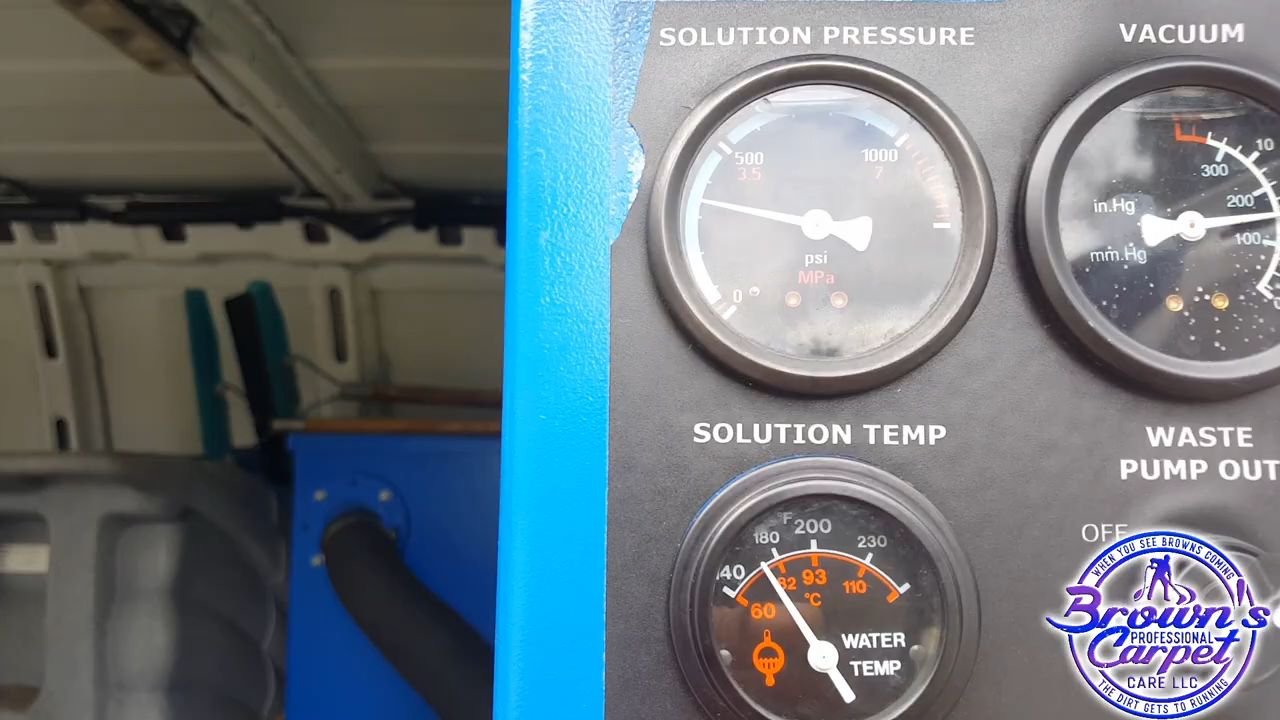 SOLUTION PRESSURE
500
3.5
1000
7
psi
MPa
0
VACUUM
10
300
200
100
in.Hg
mm.Hg
SOLUTION TEMP
°F
140
180
200
230
60
82
93
110
°C
WATER
TEMP
WASTE
PUMP OUT
OFF
WHEN YOU SEE BROWNS COMING
Brown's
PROFESSIONAL
Carpet
CARE LLC
THE DIRT GETS TO RUNNING